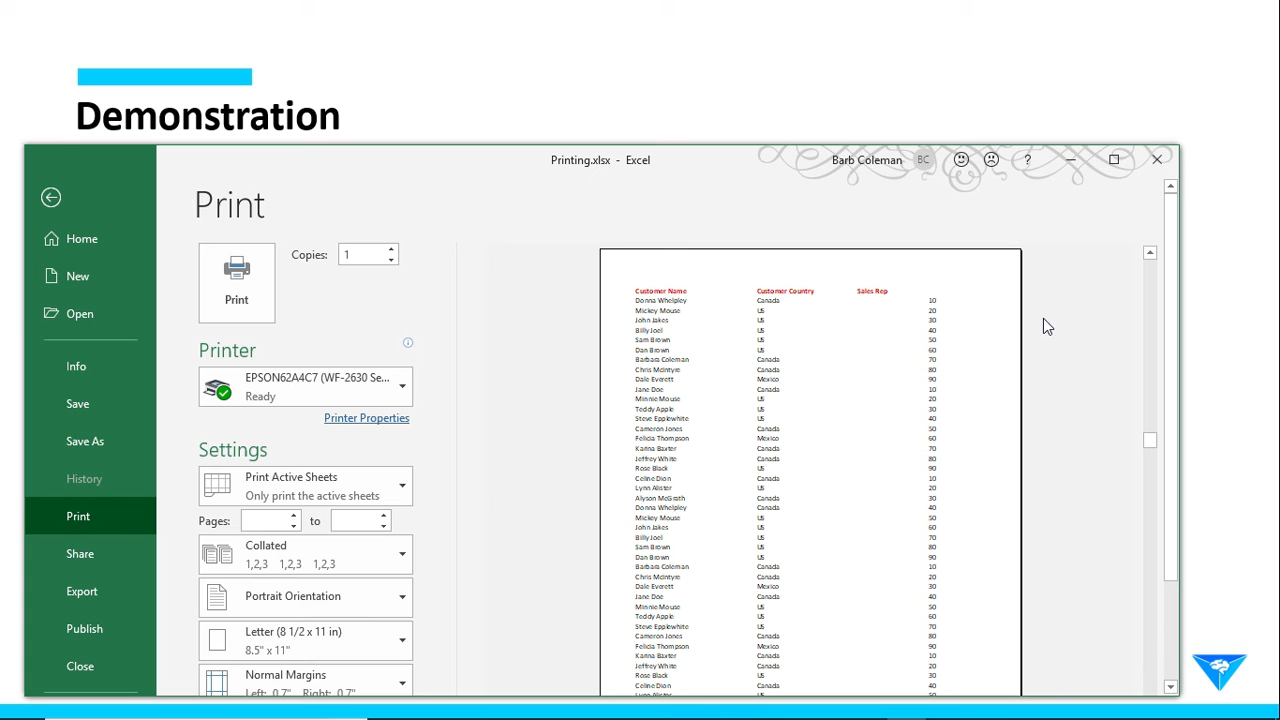 Demonstration
Printing.xlsx - Excel
Barb Coleman BC
?
Print
Home
New
Open
Info
Save
Save As
History
Print
Share
Export
Publish
Close
Print
Copies: 1
Printer
EPSON62A4C7 (WF-2630 Se...
Ready
Printer Properties
Settings
Print Active Sheets
Only print the active sheets
Pages: to
Collated
1,2,3 1,2,3 1,2,3
Portrait Orientation
Letter (8 1/2 x 11 in)
8.5" x 11"
Normal Margins
Left: 0.7" Right: 0.7"
Customer Name Customer Country Sales Rep
Donna Whelpley Canada 10
Mickey Mouse US 20
John Jakes US 30
Billy Joel US 40
Sam Brown US 50
Dan Brown US 60
Barbara Coleman Canada 70
Chris McIntyre Canada 80
Dale Everett Mexico 90
Jane Doe Canada 10
Minnie Mouse US 20
Teddy Apple US 30
Steve Epplewhite US 40
Cameron Jones Canada 50
Felicia Thompson Mexico 60
Karina Baxter Canada 70
Jeffrey White Canada 80
Rose Black US 90
Celine Dion Canada 10
Lynn Alister US 20
Alyson McGrath Canada 30
Donna Whelpley Canada 40
Mickey Mouse US 50
John Jakes US 60
Billy Joel US 70
Sam Brown US 80
Dan Brown US 90
Barbara Coleman Canada 10
Chris McIntyre Canada 20
Dale Everett Mexico 30
Jane Doe Canada 40
Minnie Mouse US 50
Teddy Apple US 60
Steve Epplewhite US 70
Cameron Jones Canada 80
Felicia Thompson Mexico 90
Karina Baxter Canada 10
Jeffrey White Canada 20
Rose Black US 30
Celine Dion Canada 40
Lynn Alister US 50